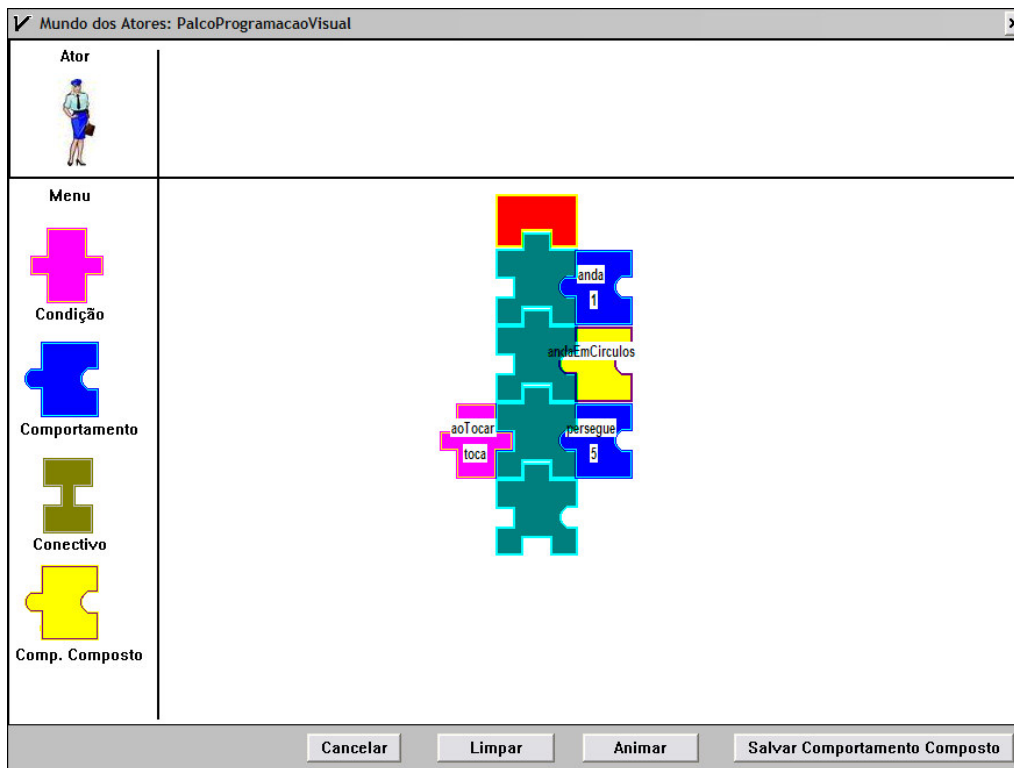 Mundo dos Atores: PalcoProgramacaoVisual
Ator
Menu
Condição
Comportamento
Conectivo
Comp. Composto
anda
1
andaEmCirculos
aoTocar
toca
persegue
5
Cancelar
Limpar
Animar
Salvar Comportamento Composto